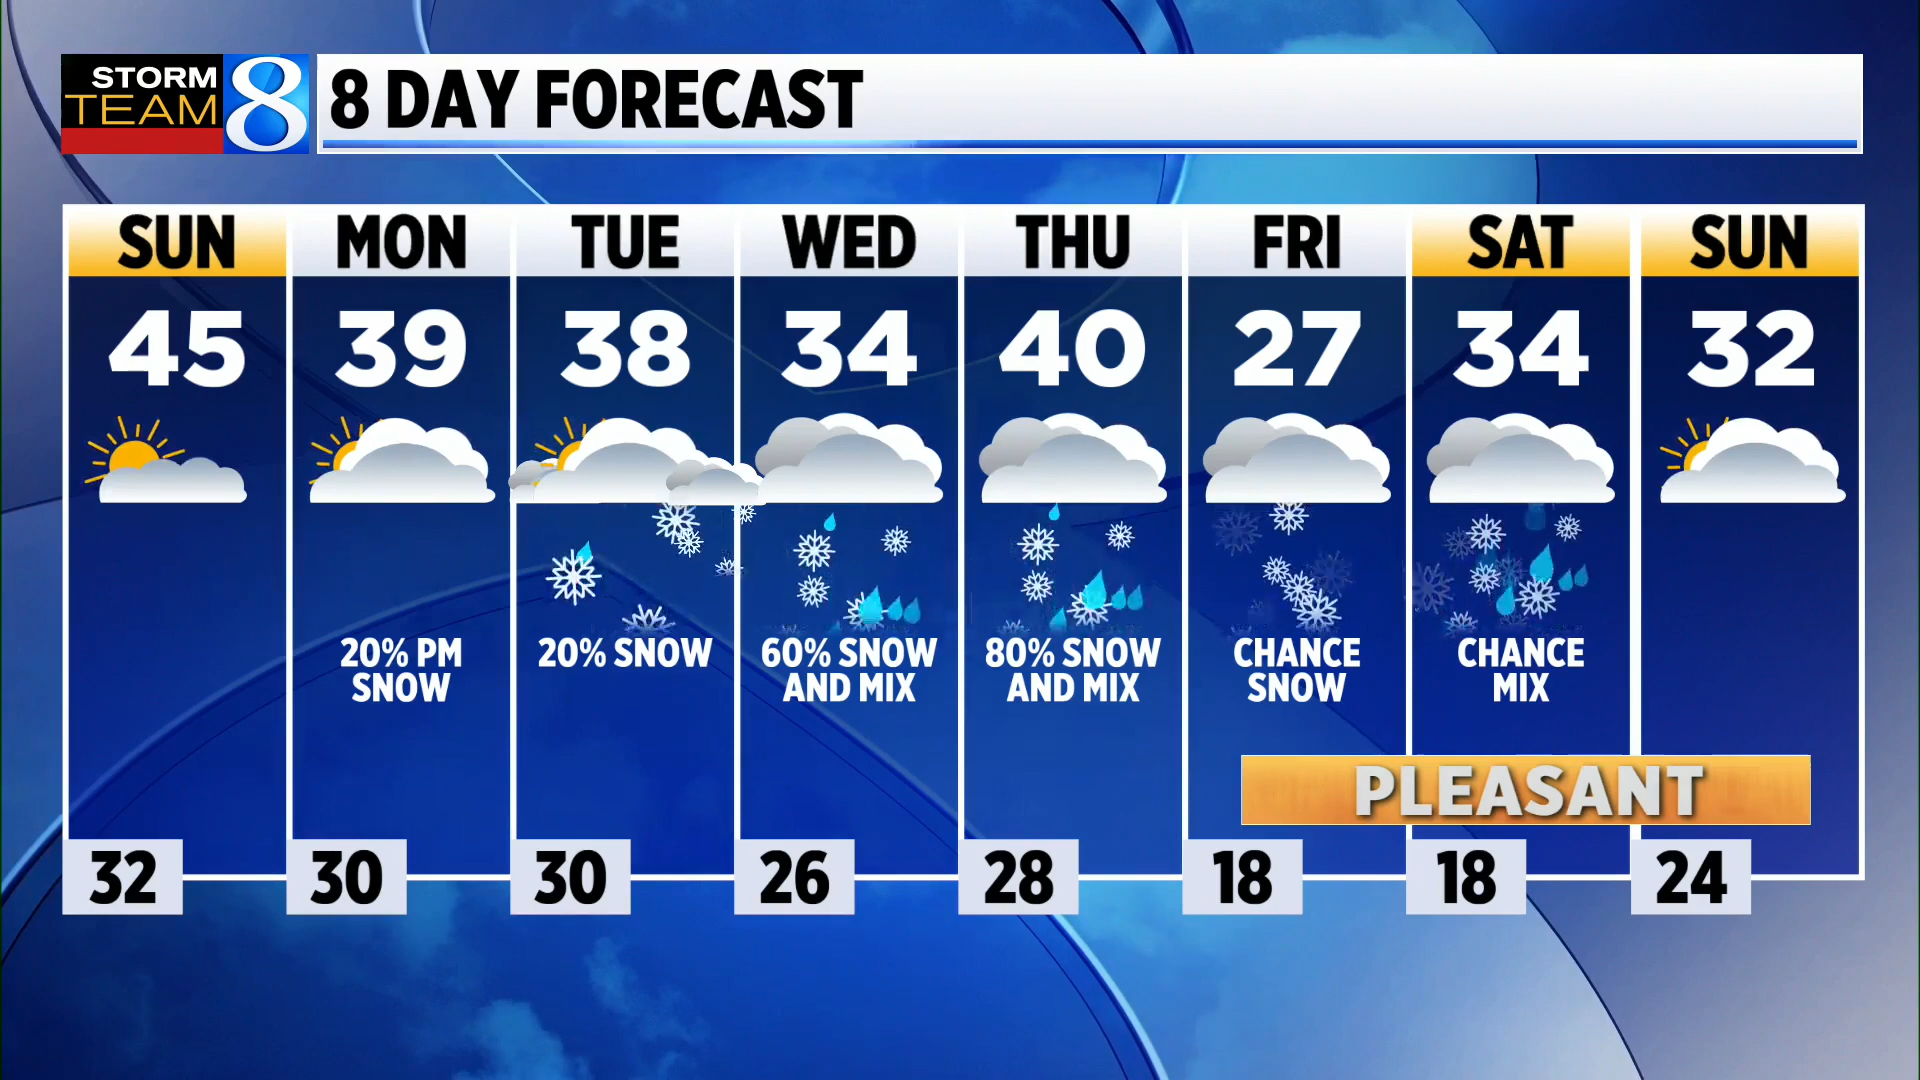 STORM
TEAM
8
8 DAY FORECAST
SUN MON TUE WED THU FRI SAT SUN
45 39 38 34 40 27 34 32
20% PM
SNOW
20% SNOW
60% SNOW
AND MIX
80% SNOW
AND MIX
CHANCE
SNOW
CHANCE
MIX
PLEASANT
32 30 30 26 28 18 18 24